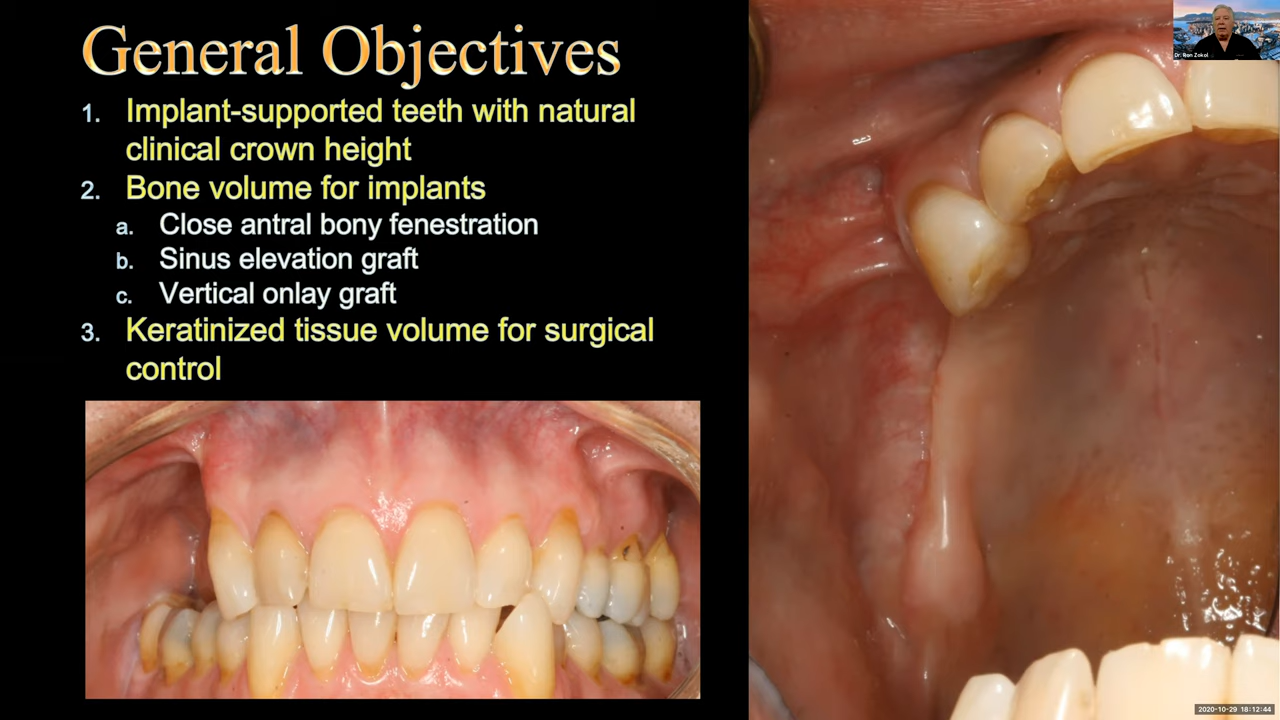 General Objectives
1. Implant-supported teeth with natural
clinical crown height
2. Bone volume for implants
a. Close antral bony fenestration
b. Sinus elevation graft
c. Vertical onlay graft
3. Keratinized tissue volume for surgical
control
Dr. Ron Zokol
2020-10-29 18:12:44